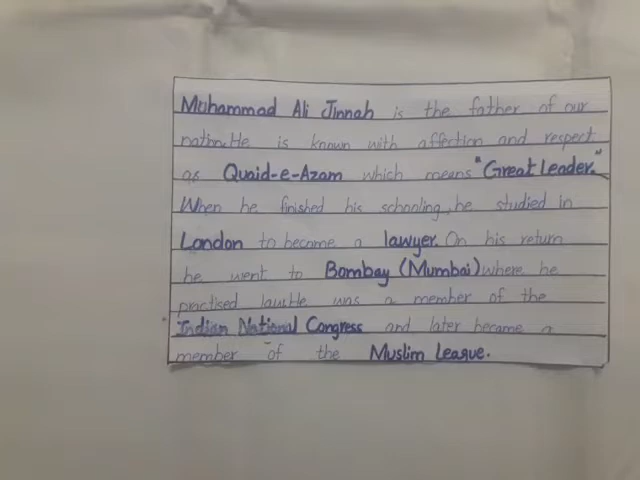 Muhammad Ali Jinnah is the father of our
nation. He is known with affection and respect
as Quaid-e-Azam which means "Great Leader."
When he finished his schooling, he studied in
London to become a lawyer. On his return
he went to Bombay (Mumbai) where he
practised law. He was a member of the
Indian National Congress and later became a
member of the Muslim League.